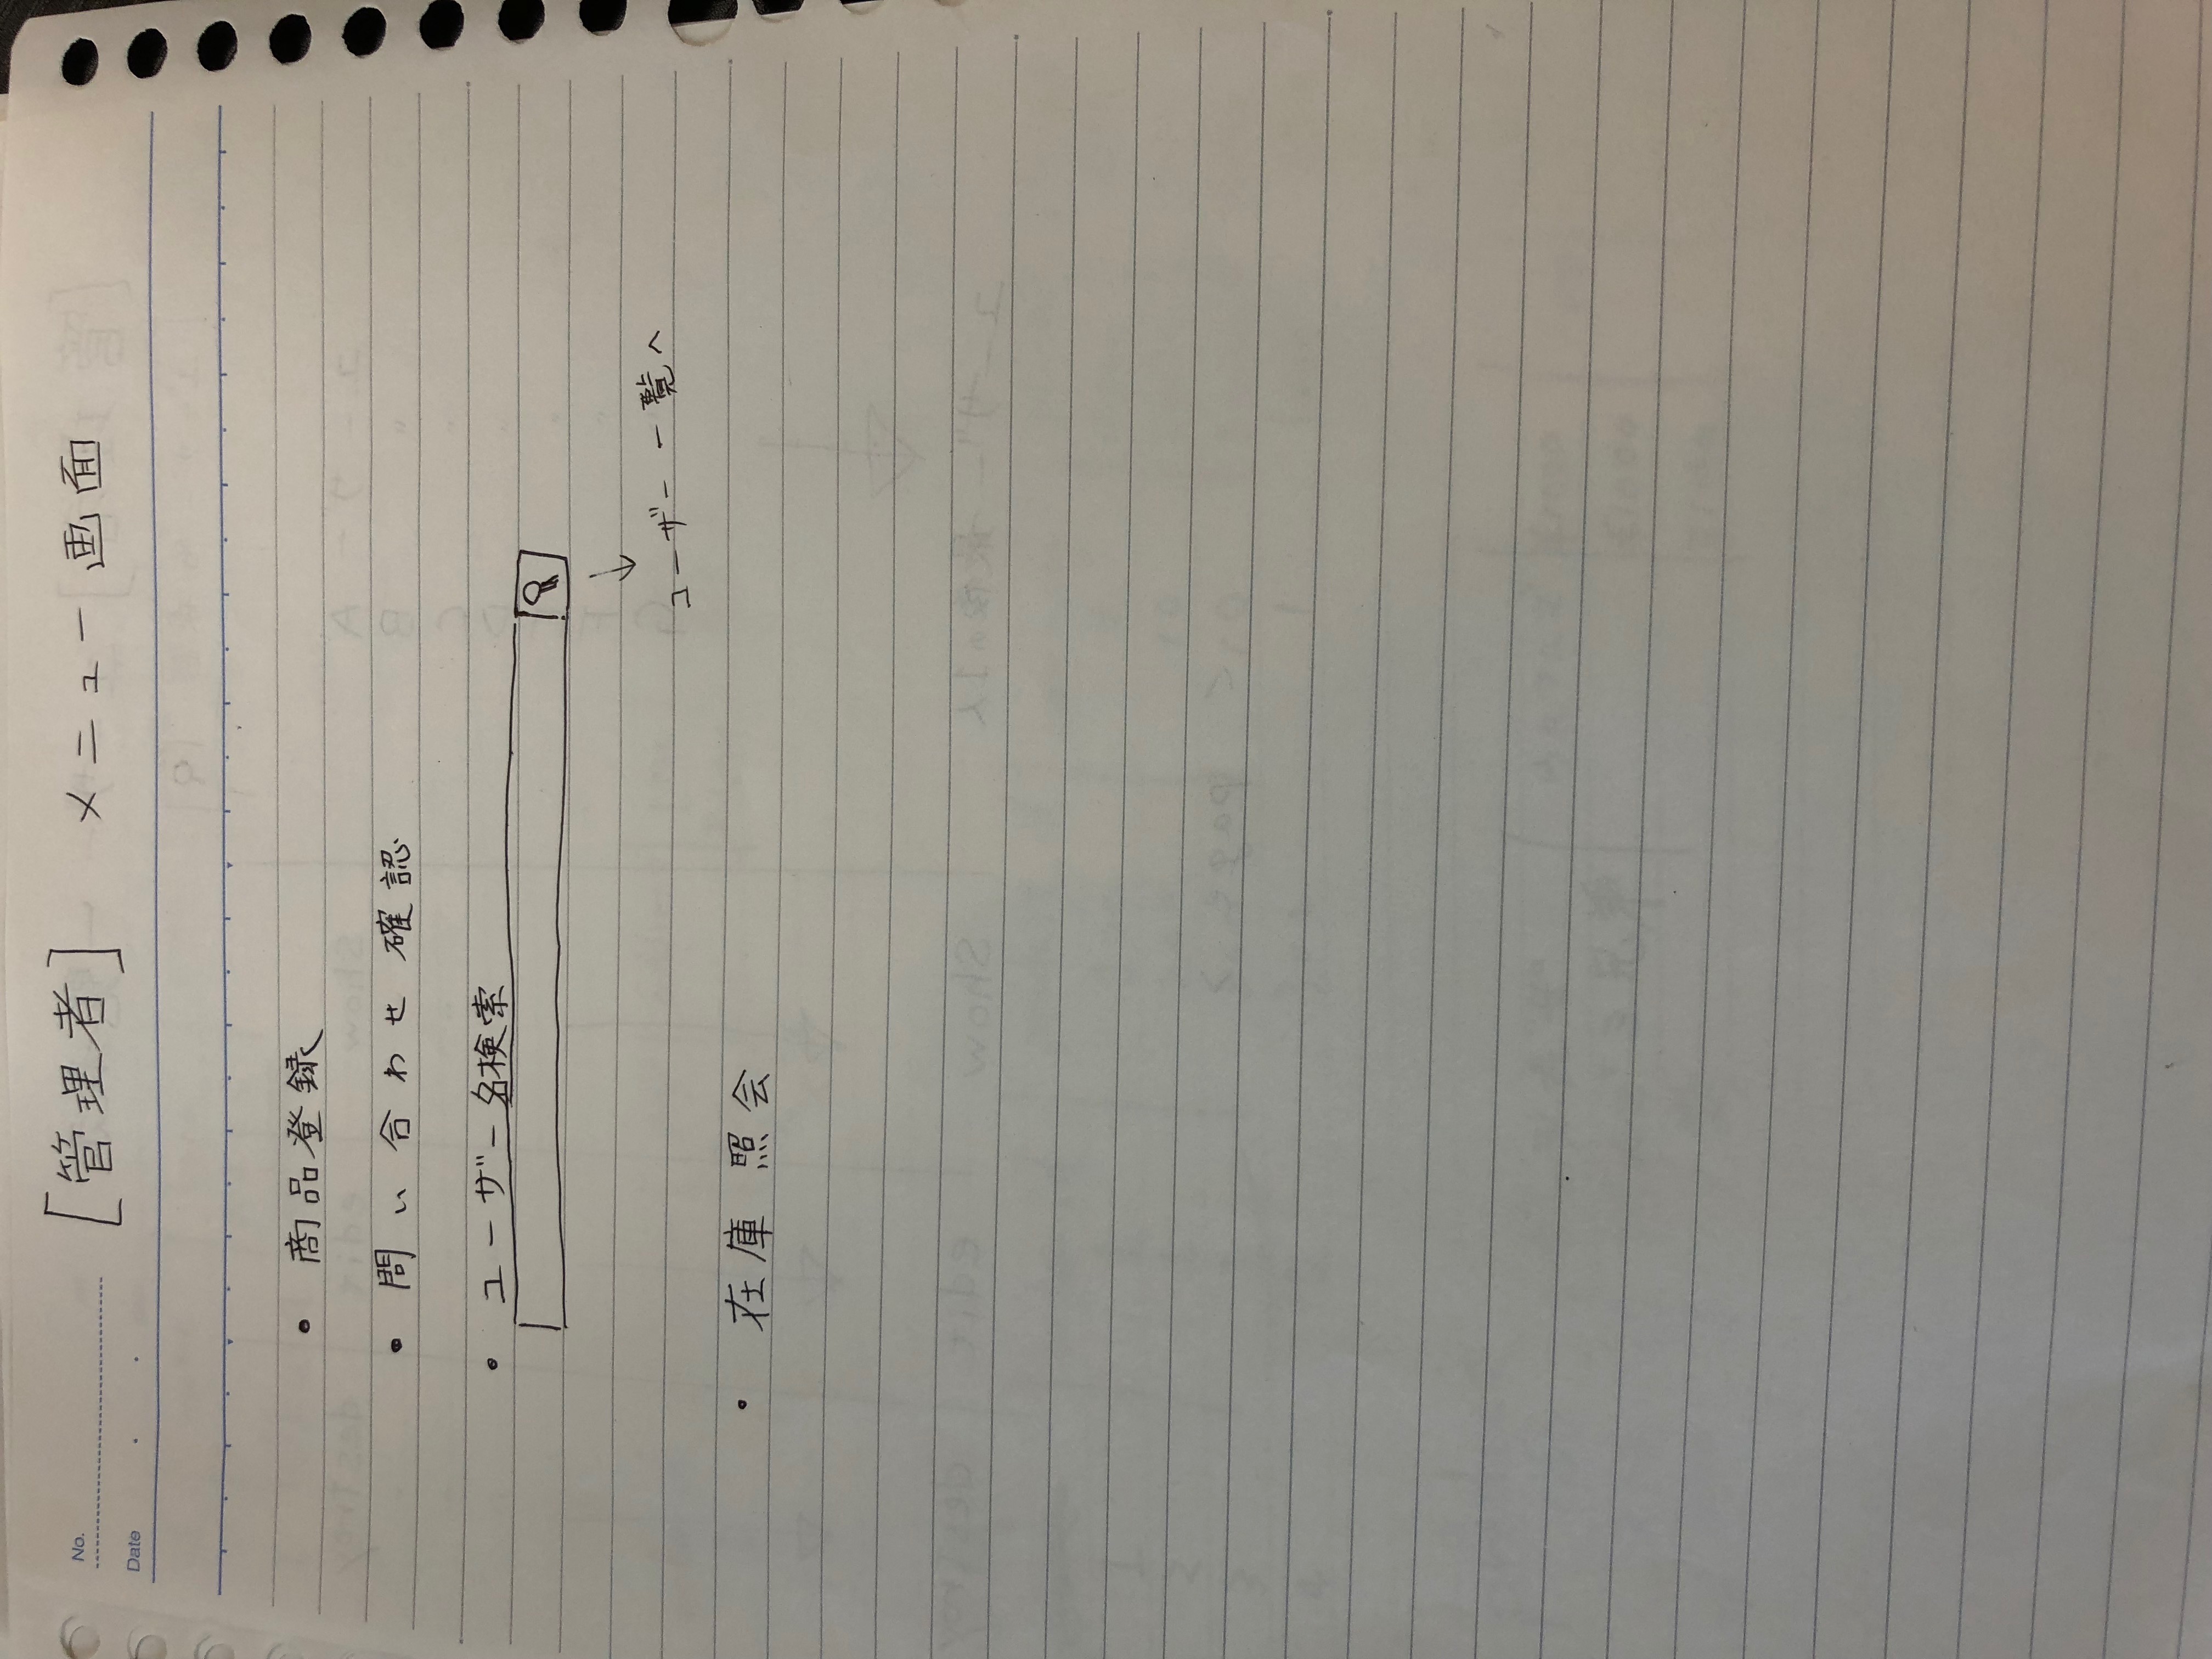 No.
[管理者] メニュー画面
Date
・ 商品登録
・ 問い合わせ確認
・ ユーザー名検索
ユーザー一覧へ
・ 在庫照会